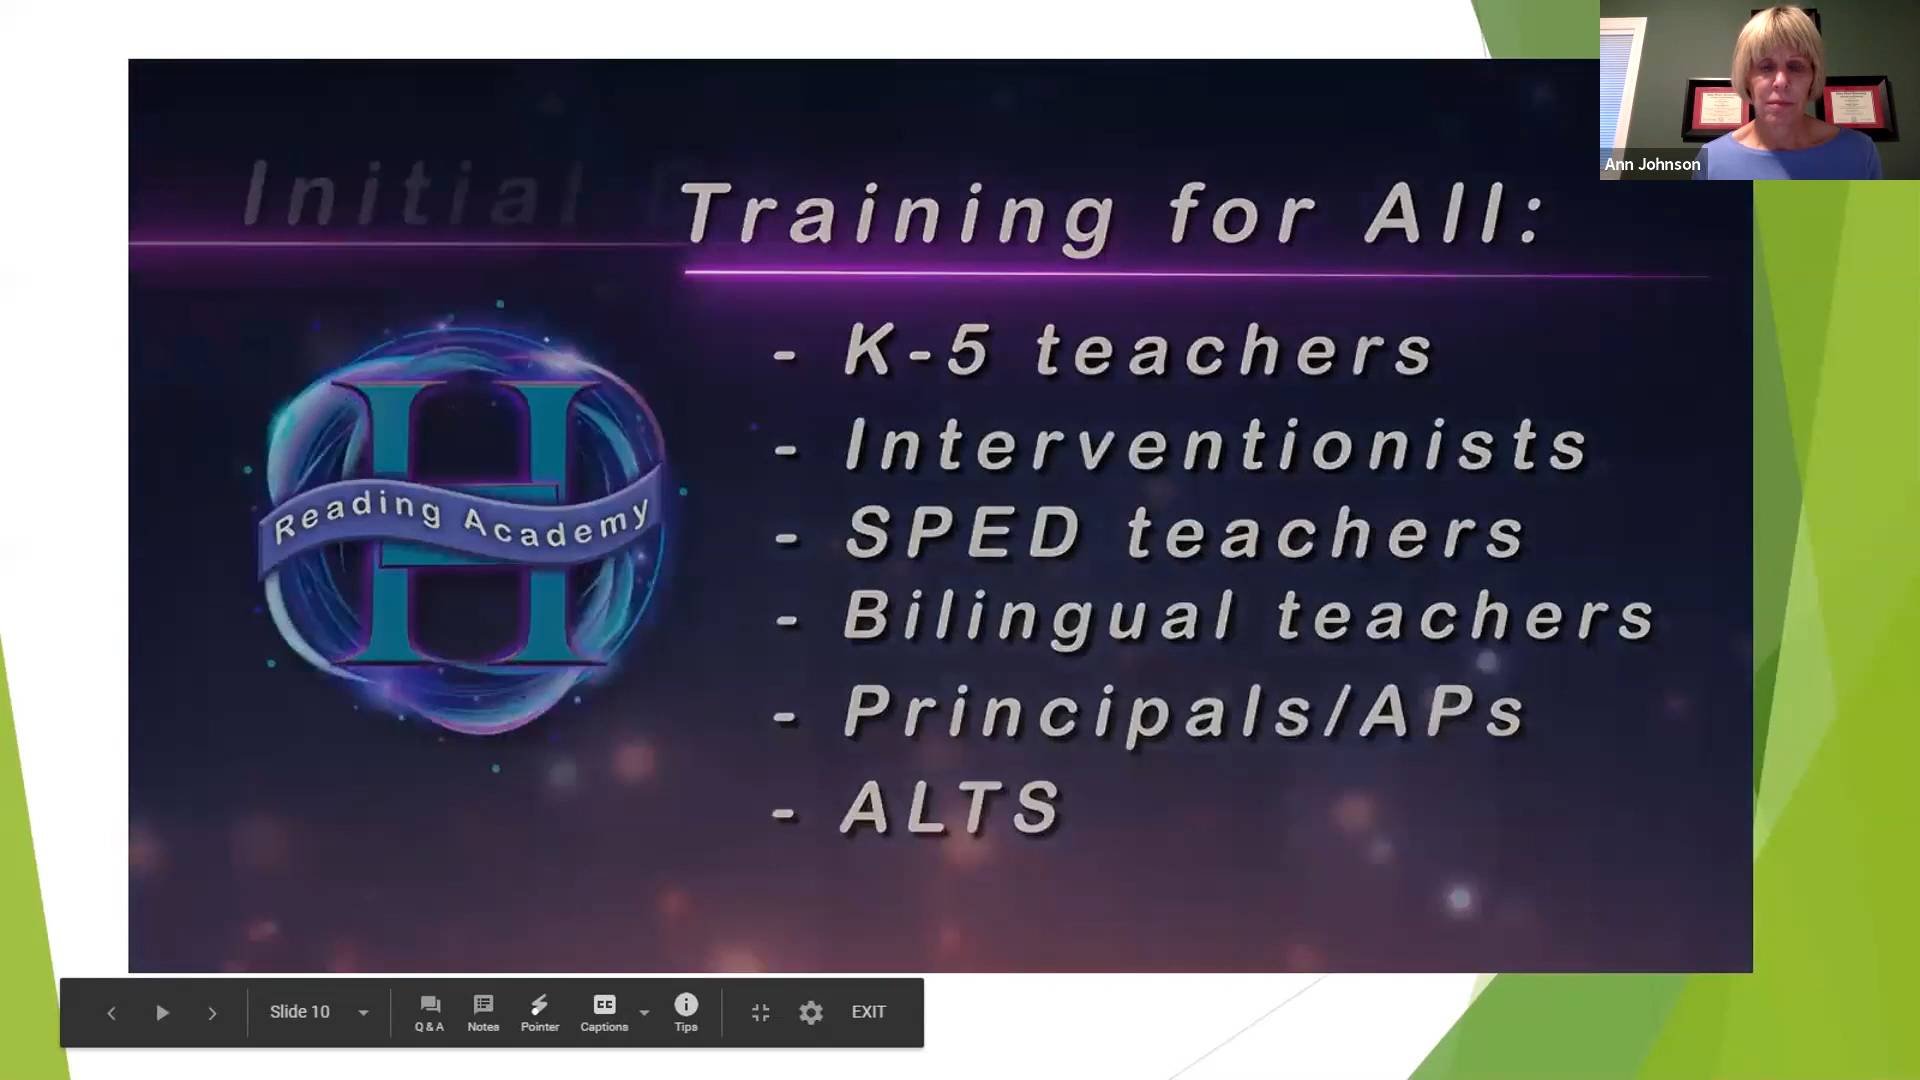 Ann Johnson
Initial
Training for All:
- K-5 teachers
- Interventionists
- SPED teachers
- Bilingual teachers
- Principals/APs
- ALTS
H
Reading Academy
Slide 10
Q & A
Notes
Pointer
CC
Captions
Tips
EXIT